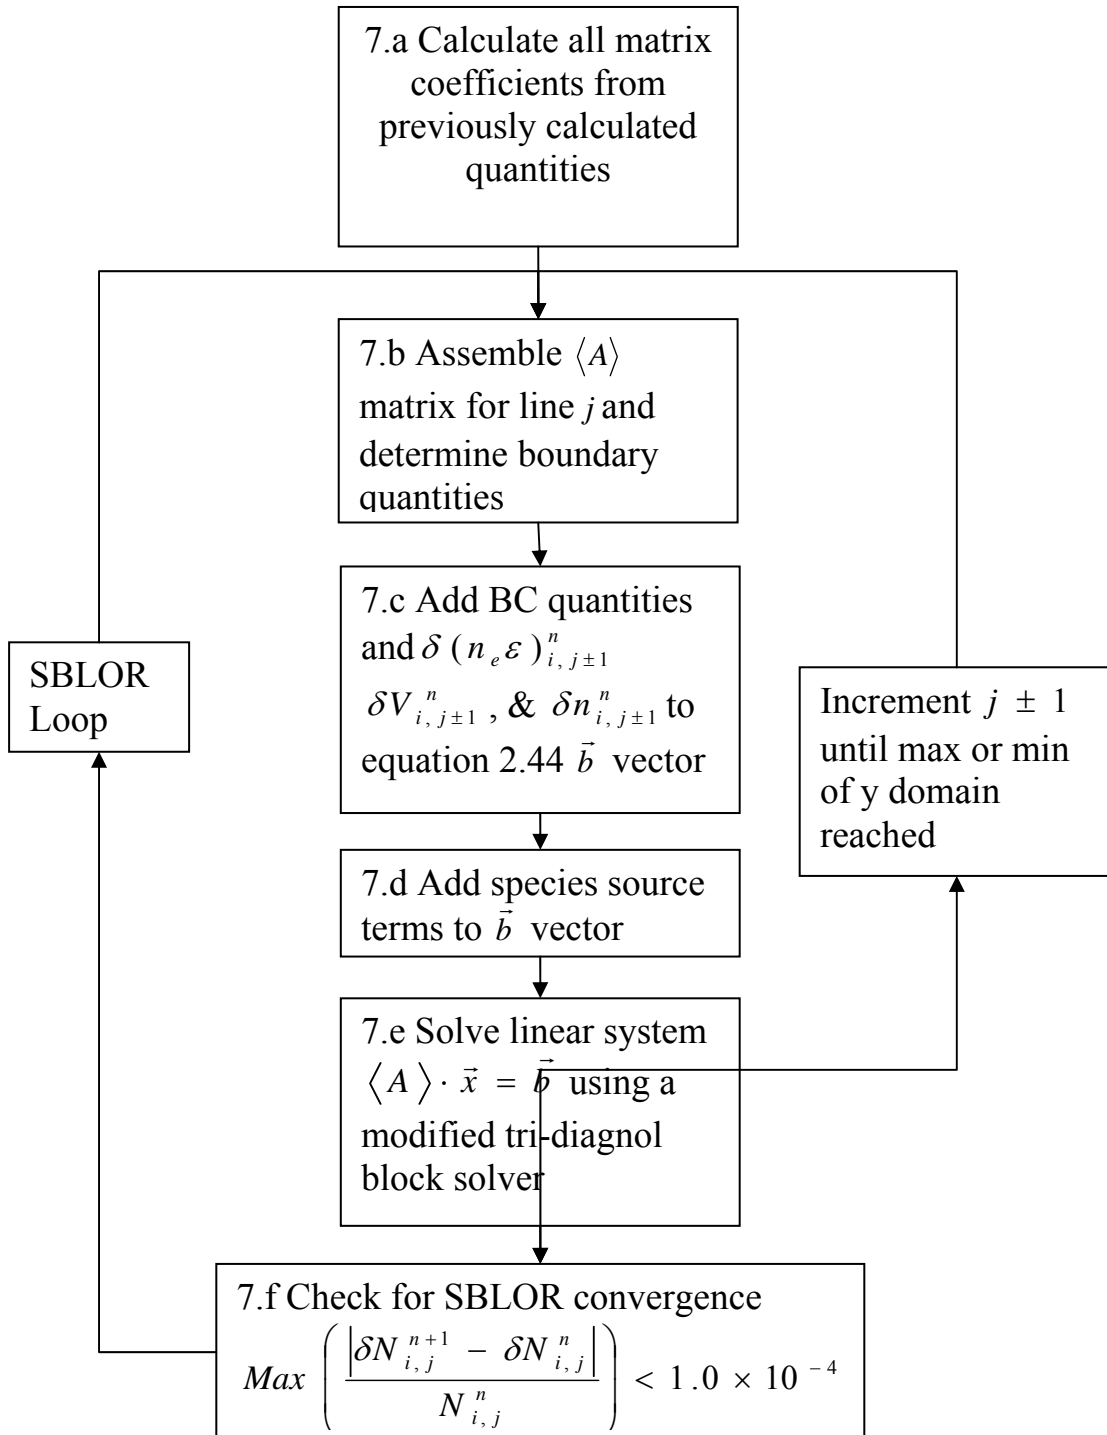 7.a Calculate all matrix
coefficients from
previously calculated
quantities
7.b Assemble ⟨A⟩
matrix for line j and
determine boundary
quantities
7.c Add BC quantities
and δ (n_e ε)^n_{i, j±1}
δV^n_{i, j±1} , & δn^n_{i, j±1} to
equation 2.44 b⃗ vector
SBLOR
Loop
Increment j ± 1
until max or min
of y domain
reached
7.d Add species source
terms to b⃗ vector
7.e Solve linear system
⟨A⟩ · x⃗ = b⃗ using a
modified tri-diagnol
block solver
7.f Check for SBLOR convergence
Max ( |δN^{n+1}_{i,j} − δN^n_{i,j}| / N^n_{i,j} ) < 1.0 × 10^{−4}